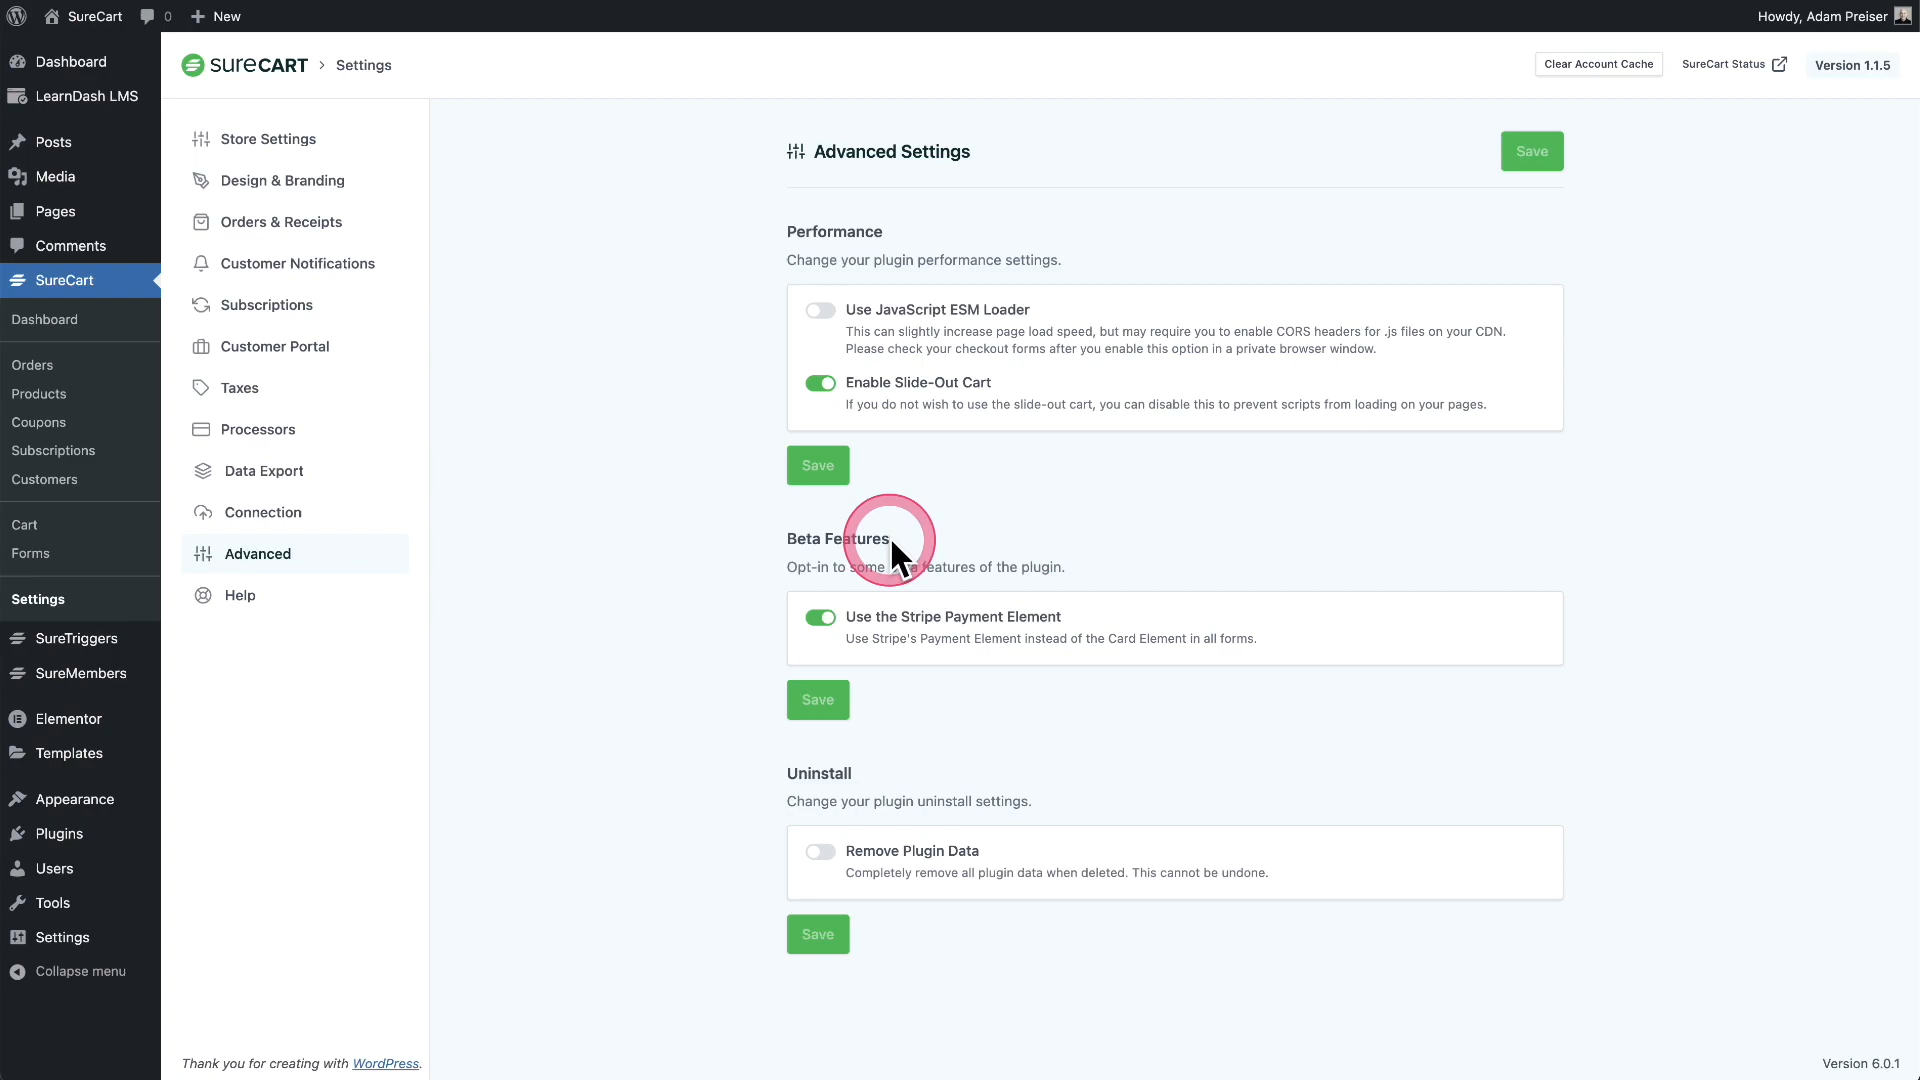 SureCart
0
New
Howdy, Adam Preiser
Dashboard
LearnDash LMS
Posts
Media
Pages
Comments
SureCart
Dashboard
Orders
Products
Coupons
Subscriptions
Customers
Cart
Forms
Settings
SureTriggers
SureMembers
Elementor
Templates
Appearance
Plugins
Users
Tools
Settings
Collapse menu
SURECART > Settings
Clear Account Cache
SureCart Status
Version 1.1.5
Store Settings
Design & Branding
Orders & Receipts
Customer Notifications
Subscriptions
Customer Portal
Taxes
Processors
Data Export
Connection
Advanced
Help
Advanced Settings
Save
Performance
Change your plugin performance settings.
Use JavaScript ESM Loader
This can slightly increase page load speed, but may require you to enable CORS headers for .js files on your CDN.
Please check your checkout forms after you enable this option in a private browser window.
Enable Slide-Out Cart
If you do not wish to use the slide-out cart, you can disable this to prevent scripts from loading on your pages.
Save
Beta Features
Opt-in to some features of the plugin.
Use the Stripe Payment Element
Use Stripe's Payment Element instead of the Card Element in all forms.
Save
Uninstall
Change your plugin uninstall settings.
Remove Plugin Data
Completely remove all plugin data when deleted. This cannot be undone.
Save
Thank you for creating with WordPress.
Version 6.0.1